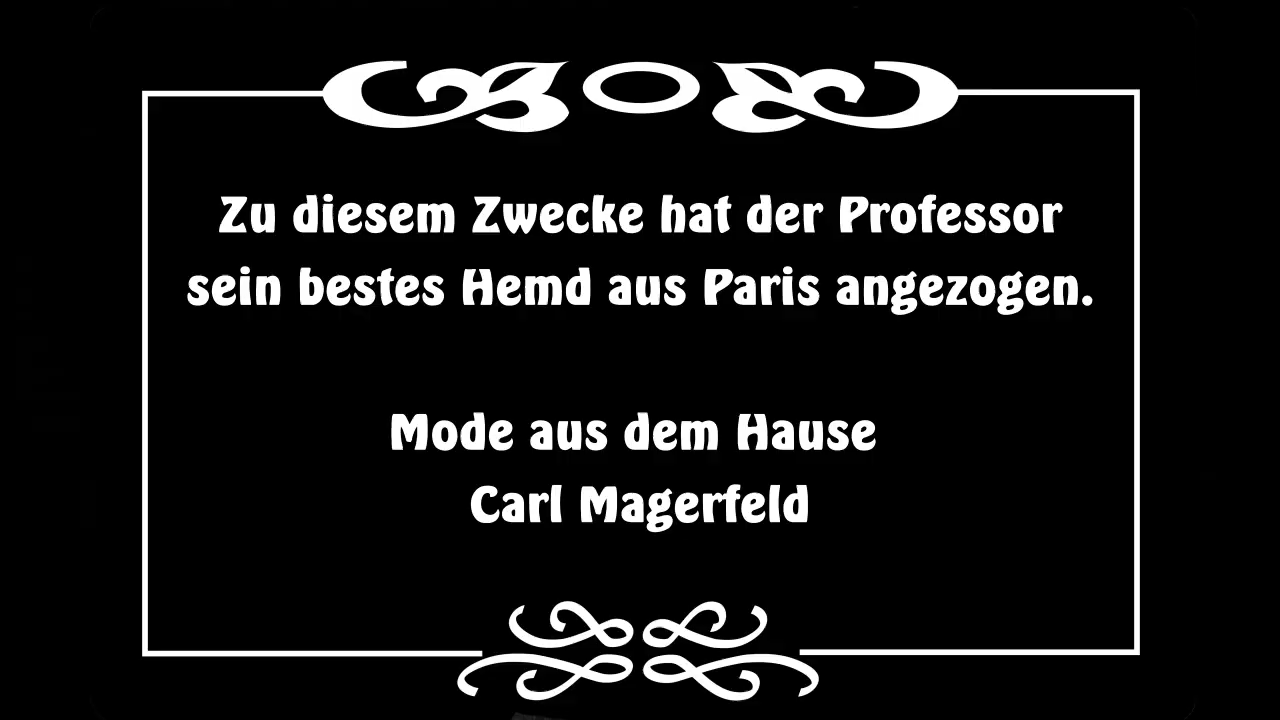 Zu diesem Zwecke hat der Professor
sein bestes Hemd aus Paris angezogen.
Mode aus dem Hause
Carl Magerfeld